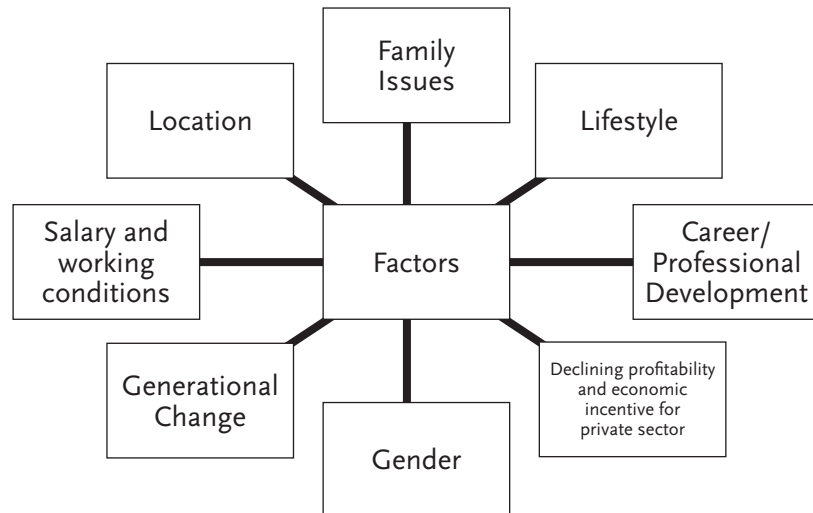 Family
Issues
Location
Lifestyle
Salary and
working
conditions
Factors
Career/
Professional
Development
Generational
Change
Gender
Declining profitability
and economic
incentive for
private sector